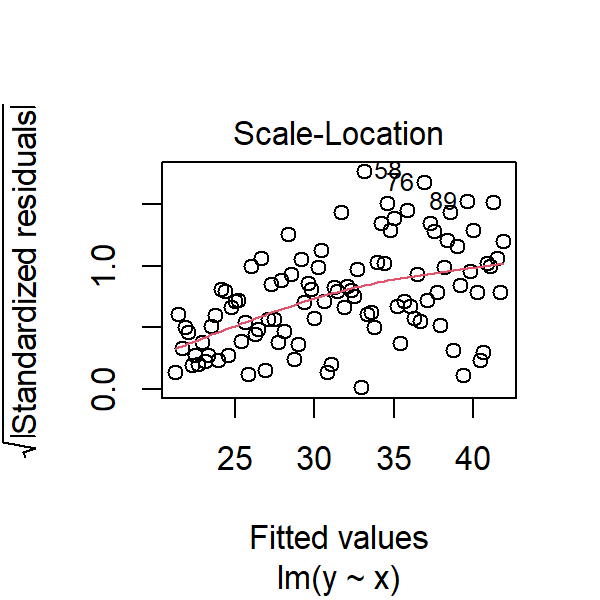 Scale-Location
√|Standardized residuals|
0.0
1.0
58
76
89
25
30
35
40
Fitted values
lm(y ~ x)